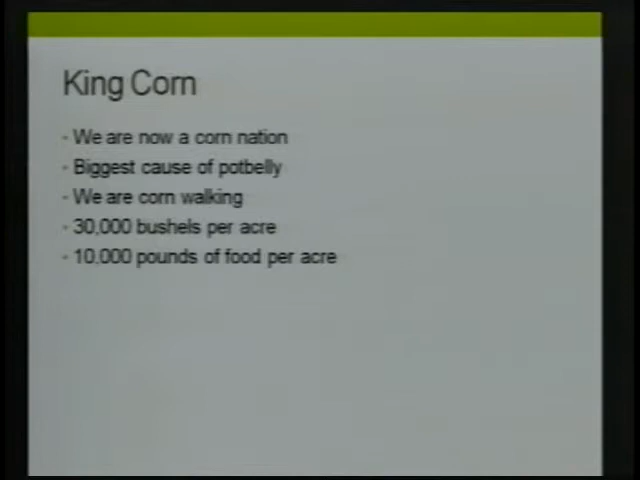 King Corn
- We are now a corn nation
- Biggest cause of potbelly
- We are corn walking
- 30,000 bushels per acre
- 10,000 pounds of food per acre